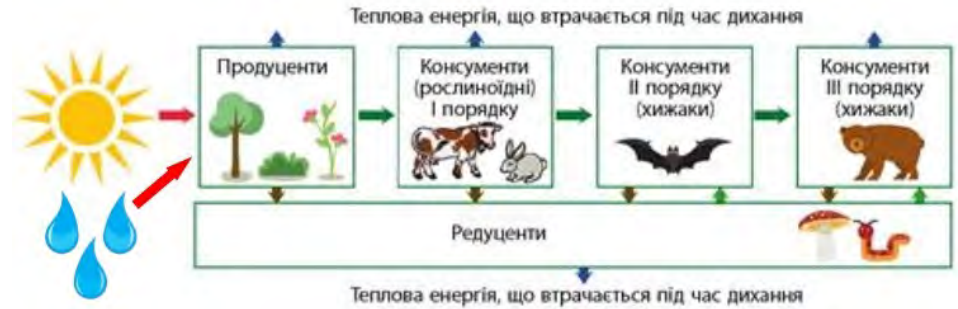 Теплова енергія, що втрачається під час дихання
Продуценти
Консументи
(рослиноїдні)
І порядку
Консументи
ІІ порядку
(хижаки)
Консументи
ІІІ порядку
(хижаки)
Редуценти
Теплова енергія, що втрачається під час дихання